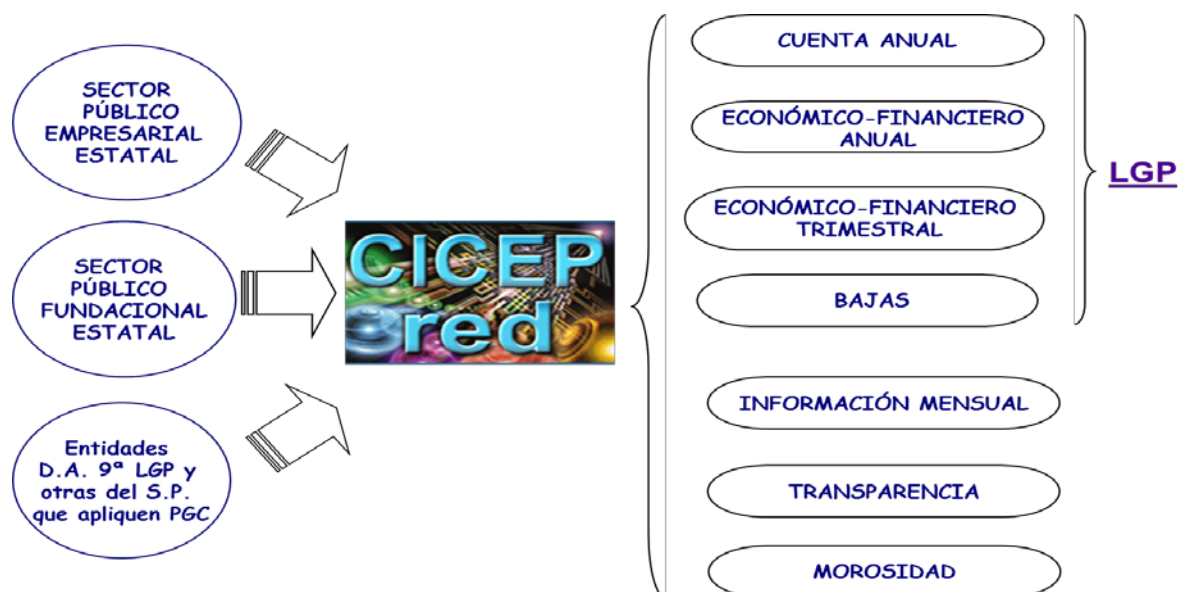 SECTOR
PÚBLICO
EMPRESARIAL
ESTATAL
SECTOR
PÚBLICO
FUNDACIONAL
ESTATAL
Entidades
D.A. 9ª LGP y
otras del S.P.
que apliquen PGC
CICEP
red
CUENTA ANUAL
ECONÓMICO-FINANCIERO
ANUAL
ECONÓMICO-FINANCIERO
TRIMESTRAL
BAJAS
INFORMACIÓN MENSUAL
TRANSPARENCIA
MOROSIDAD
LGP